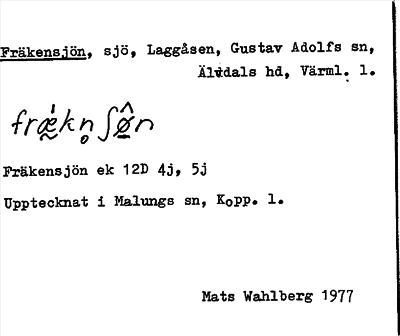 Fräkensjön, sjö, Laggåsen, Gustav Adolfs sn,
Älvdals hd, Värml. l.
Fräkensjön ek 12D 4j, 5j
Upptecknat i Malungs sn, Kopp. l.
Mats Wahlberg 1977